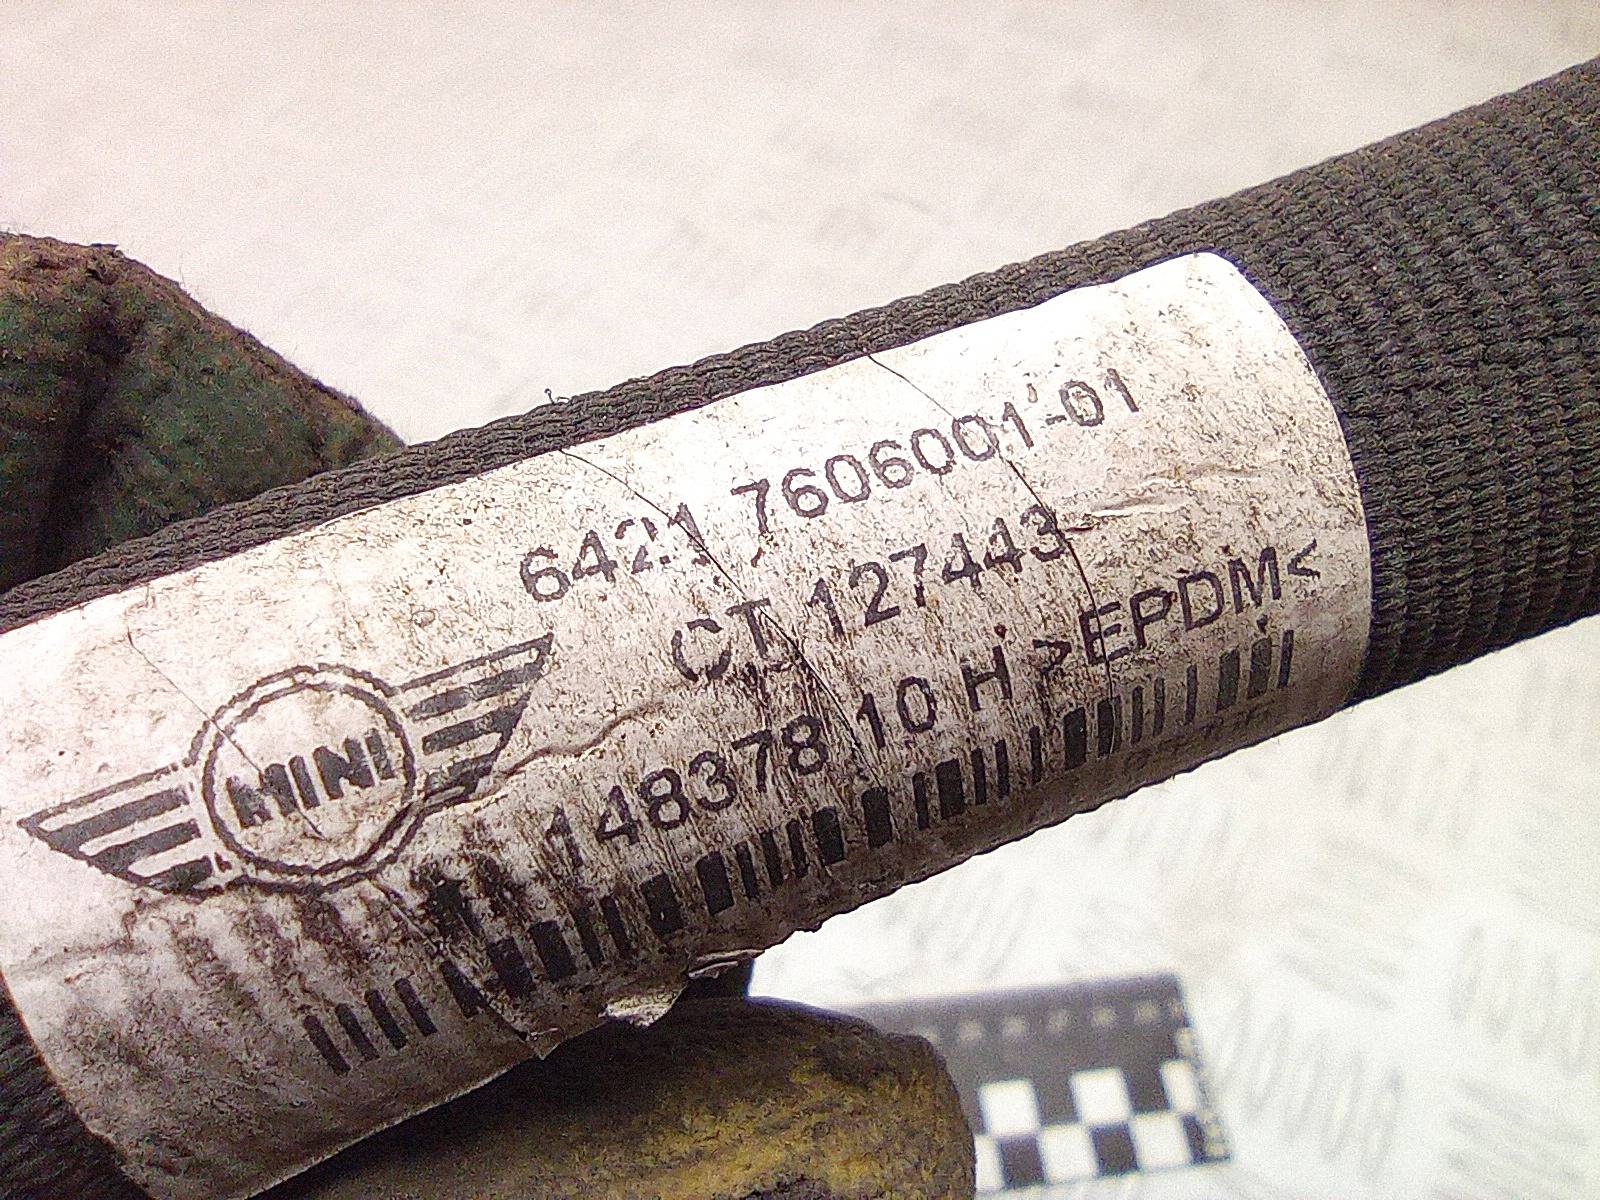 6421 7606001-01
CT 127443
MINI
148378 10 H >EPDM<